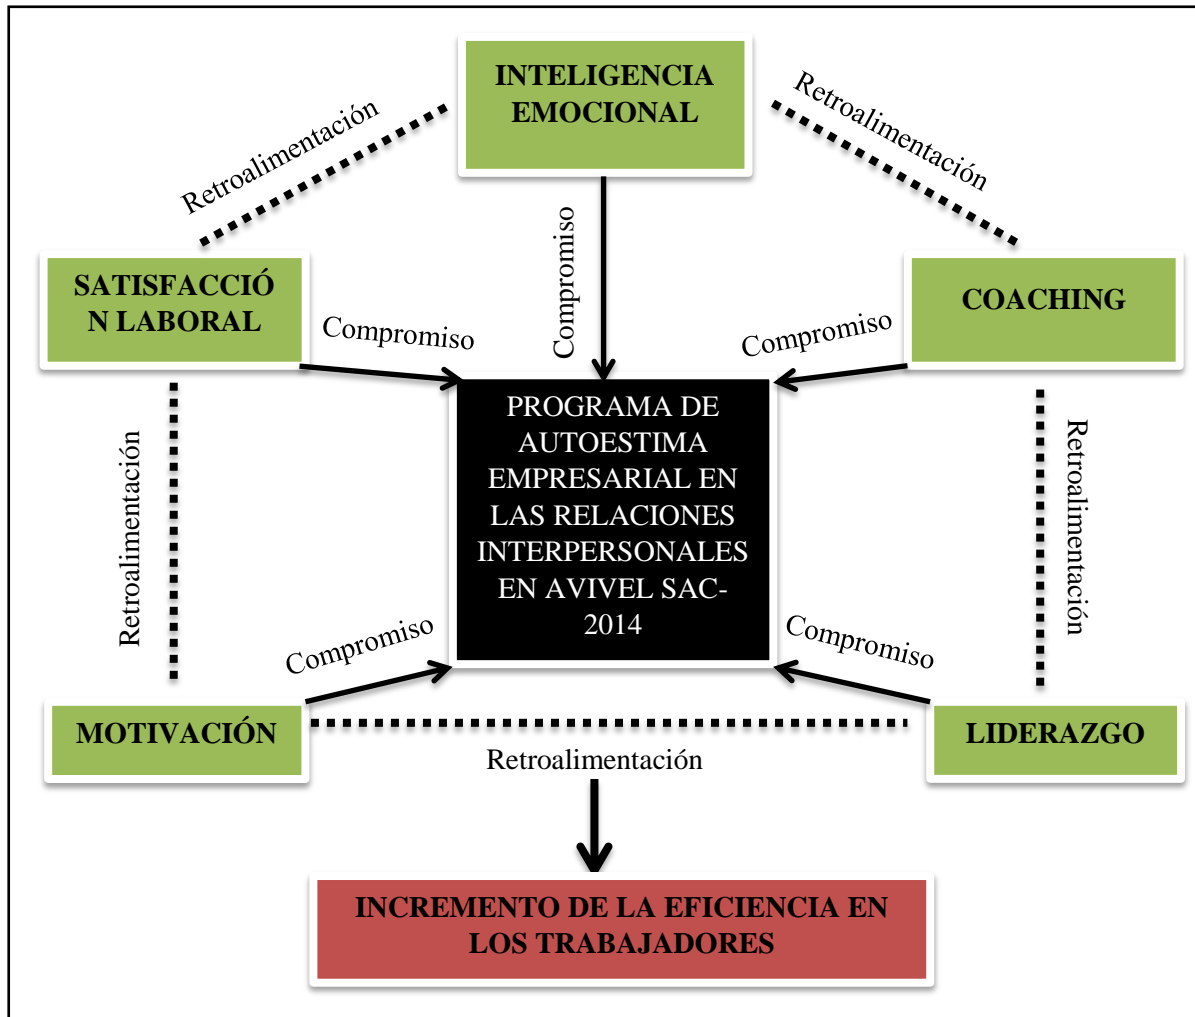 INTELIGENCIA
EMOCIONAL
Retroalimentación
Retroalimentación
Compromiso
SATISFACCIÓ
N LABORAL
COACHING
Compromiso
Compromiso
PROGRAMA DE
AUTOESTIMA
EMPRESARIAL EN
LAS RELACIONES
INTERPERSONALES
EN AVIVEL SAC-
2014
Retroalimentación
Retroalimentación
Compromiso
Compromiso
MOTIVACIÓN
LIDERAZGO
Retroalimentación
INCREMENTO DE LA EFICIENCIA EN
LOS TRABAJADORES